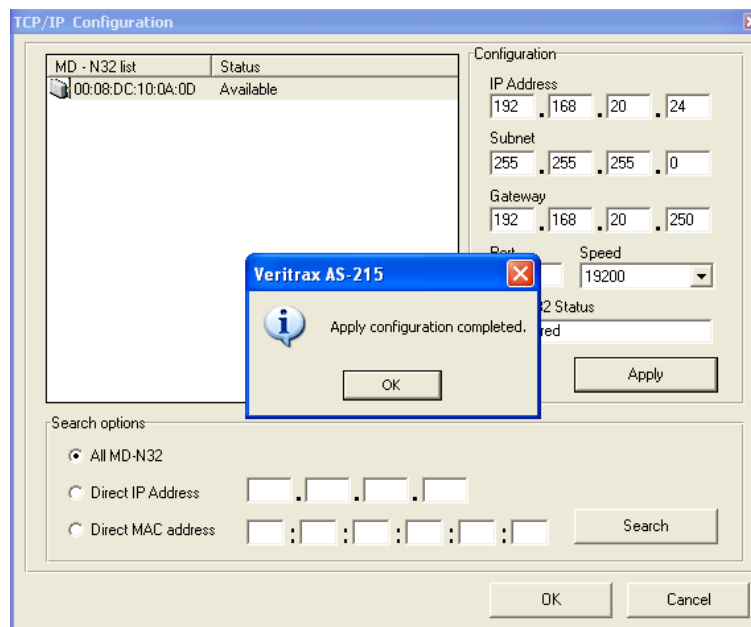 TCP/IP Configuration
MD - N32 list Status
00:08:DC:10:0A:0D Available
Configuration
IP Address
192 . 168 . 20 . 24
Subnet
255 . 255 . 255 . 0
Gateway
192 . 168 . 20 . 250
Speed
19200
Veritrax AS-215
Apply configuration completed.
OK
Status
Apply
Search options
All MD-N32
Direct IP Address . . .
Direct MAC address : : : : :
Search
OK Cancel